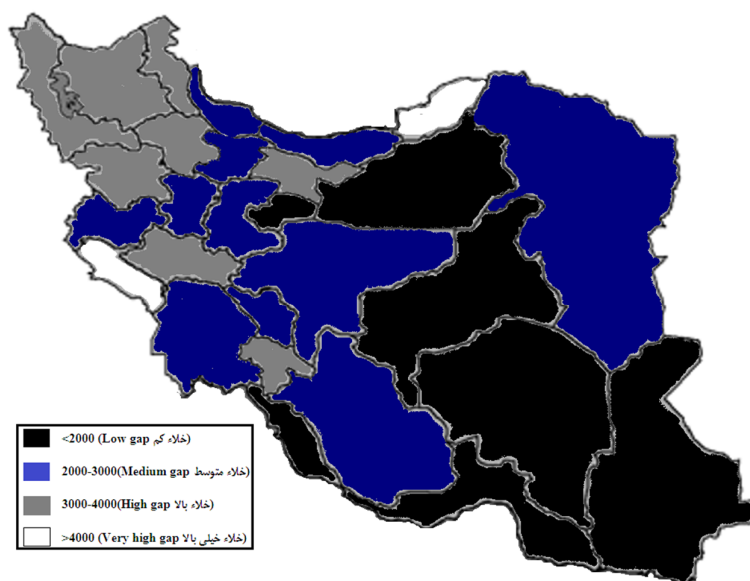 <2000 (Low gap خلاء کم)
2000-3000(Medium gap خلاء متوسط)
3000-4000(High gap خلاء بالا)
>4000 (Very high gap خلاء خیلی بالا)